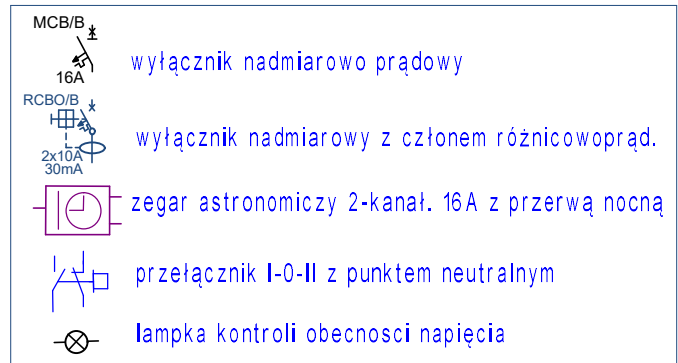 MCB/B
16A
wyłącznik nadmiarowo prądowy
RCBO/B
2x10A
30mA
wyłącznik nadmiarowy z członem różnicowoprąd.
zegar astronomiczy 2-kanał. 16A z przerwą nocną
przełącznik I-0-II z punktem neutralnym
lampka kontroli obecnosci napięcia